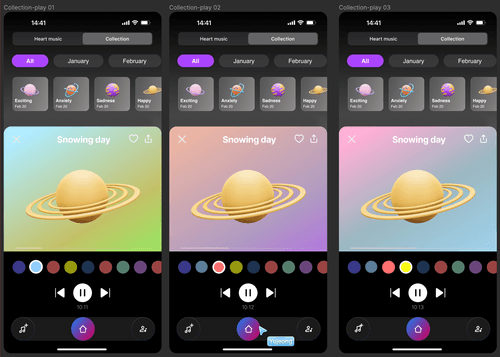 Collection-play 01
14:41
Heart music
Collection
All
January
February
Exciting
Feb 20
Anxiety
Feb 20
Sadness
Feb 20
Happy
Feb 20
Snowing day
10:11
Collection-play 02
14:41
Heart music
Collection
All
January
February
Exciting
Feb 20
Anxiety
Feb 20
Sadness
Feb 20
Happy
Feb 20
Snowing day
10:12
Yujeong
Collection-play 03
14:41
Heart music
Collection
All
January
February
Exciting
Feb 20
Anxiety
Feb 20
Sadness
Feb 20
Happy
Feb 20
Snowing day
10:13